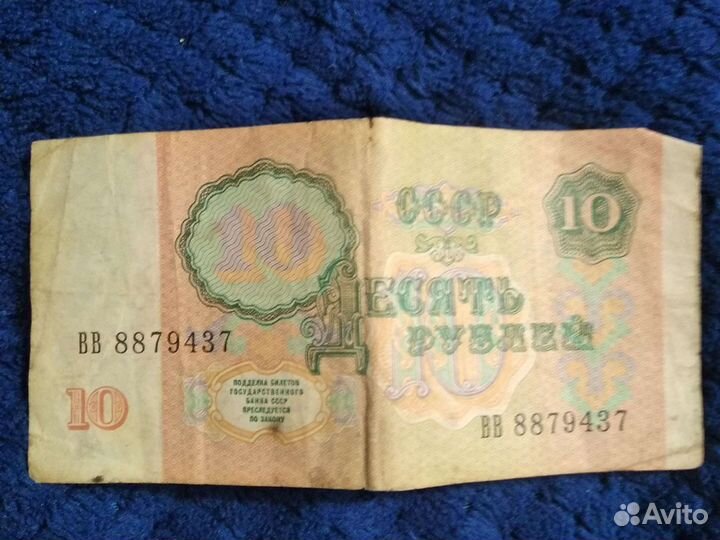 10
СССР
10
10
ДЕСЯТЬ
РУБЛЕЙ
ВВ 8879437
10
ПОДДЕЛКА БИЛЕТОВ
ГОСУДАРСТВЕННОГО
БАНКА СССР
ПРЕСЛЕДУЕТСЯ
ПО ЗАКОНУ
ВВ 8879437
Avito